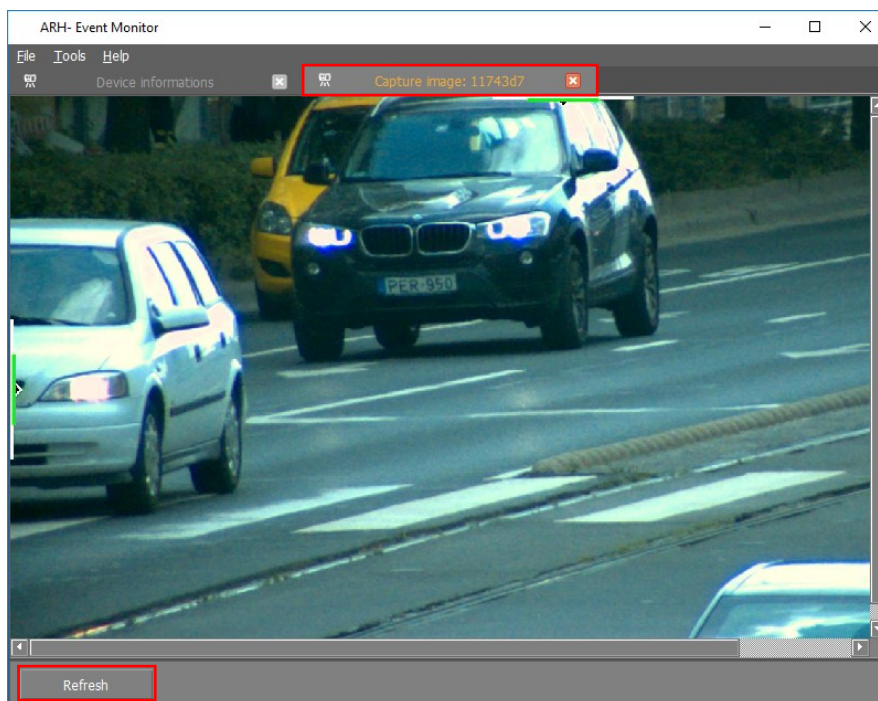 ARH- Event Monitor
File Tools Help
Device informations
Capture image: 11743d7
PER-950
Refresh